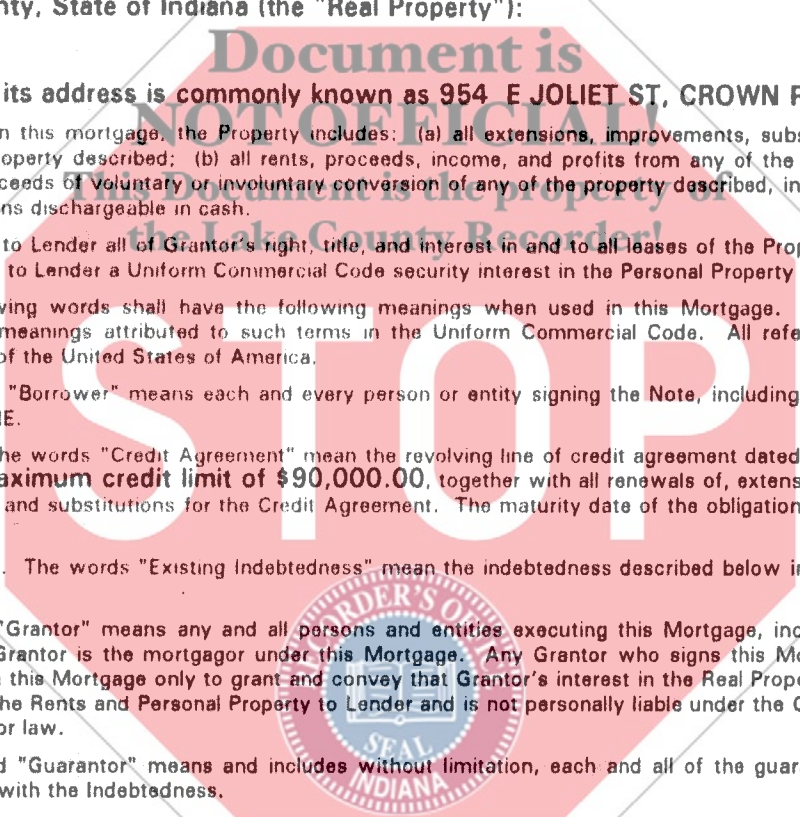 nty, State of Indiana (the "Real Property"):
Document is
its address is commonly known as 954 E JOLIET ST, CROWN P
NOT OFFICIAL!
n this mortgage, the Property includes: (a) all extensions, improvements, subs
operty described; (b) all rents, proceeds, income, and profits from any of the
This Document is the property of
ceeds of voluntary or involuntary conversion of any of the property described, in
ns dischargeable in cash.
the Lake County Recorder!
to Lender all of Grantor's right, title, and interest in and to all leases of the Prop
to Lender a Uniform Commercial Code security interest in the Personal Property
wing words shall have the following meanings when used in this Mortgage.
meanings attributed to such terms in the Uniform Commercial Code. All refe
of the United States of America.
STOP
"Borrower" means each and every person or entity signing the Note, including
IE.
he words "Credit Agreement" mean the revolving line of credit agreement dated
aximum credit limit of $90,000.00, together with all renewals of, extens
and substitutions for the Credit Agreement. The maturity date of the obligation
. The words "Existing Indebtedness" mean the indebtedness described below in
"Grantor" means any and all persons and entities executing this Mortgage, inc
Grantor is the mortgagor under this Mortgage. Any Grantor who signs this Mo
this Mortgage only to grant and convey that Grantor's interest in the Real Prope
he Rents and Personal Property to Lender and is not personally liable under the C
or law.
RECORDER'S OFFICE
SEAL
INDIANA
d "Guarantor" means and includes without limitation, each and all of the guar
with the Indebtedness.